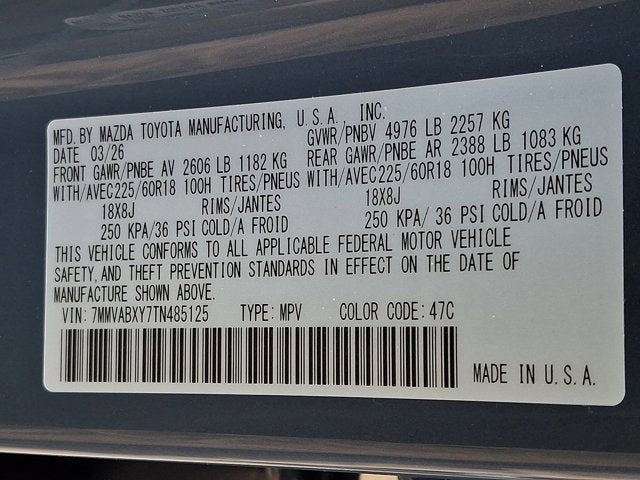 MFD. BY MAZDA TOYOTA MANUFACTURING, U.S.A., INC.
DATE 03/26 GVWR/PNBV 4976 LB 2257 KG
FRONT GAWR/PNBE AV 2606 LB 1182 KG REAR GAWR/PNBE AR 2388 LB 1083 KG
WITH/AVEC225/60R18 100H TIRES/PNEUS WITH/AVEC225/60R18 100H TIRES/PNEUS
18X8J RIMS/JANTES 18X8J RIMS/JANTES
250 KPA/36 PSI COLD/A FROID 250 KPA/ 36 PSI COLD/A FROID
THIS VEHICLE CONFORMS TO ALL APPLICABLE FEDERAL MOTOR VEHICLE
SAFETY, AND THEFT PREVENTION STANDARDS IN EFFECT ON THE DATE OF
MANUFACTURE SHOWN ABOVE.
VIN: 7MMVABXY7TN485125 TYPE: MPV COLOR CODE: 47C
MADE IN U.S.A.